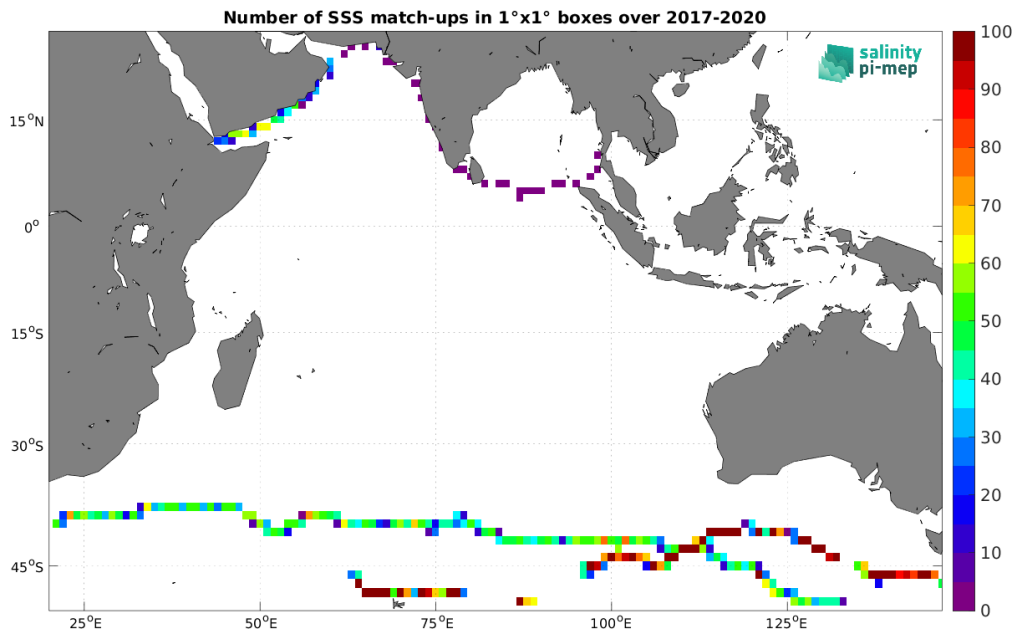 Number of SSS match-ups in 1°x1° boxes over 2017-2020
salinity
pi-mep
15°N
0°
15°S
30°S
45°S
25°E
50°E
75°E
100°E
125°E
100
90
80
70
60
50
40
30
20
10
0